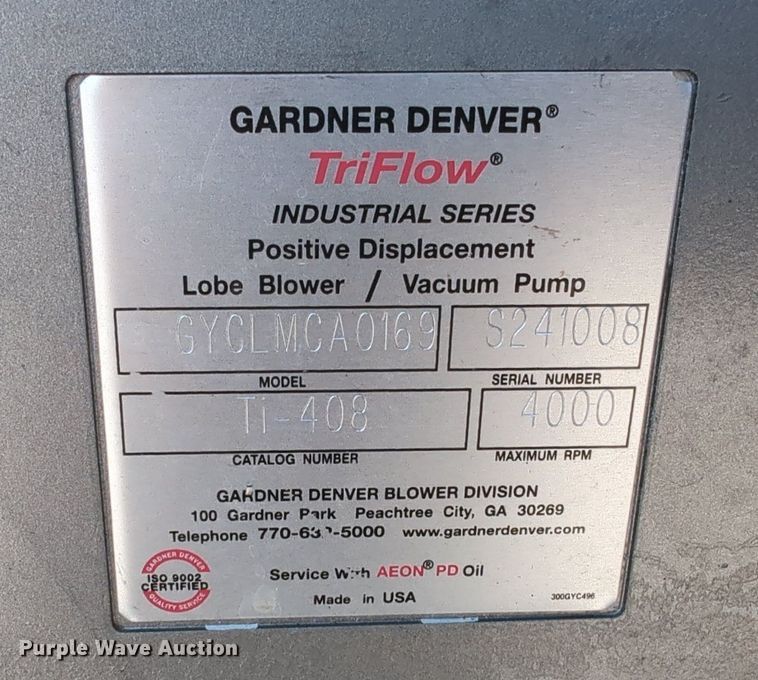 GARDNER DENVER®
TriFlow®
INDUSTRIAL SERIES
Positive Displacement
Lobe Blower / Vacuum Pump
GYCLMCA0169 S241008
MODEL SERIAL NUMBER
Ti-408 4000
CATALOG NUMBER MAXIMUM RPM
GARDNER DENVER BLOWER DIVISION
100 Gardner Park Peachtree City, GA 30269
Telephone www.gardnerdenver.com
GARDNER DENVER
ISO 9002
CERTIFIED
QUALITY SERVICE
Service With AEON® PD Oil
Made in USA
300GYC496
Purple Wave Auction